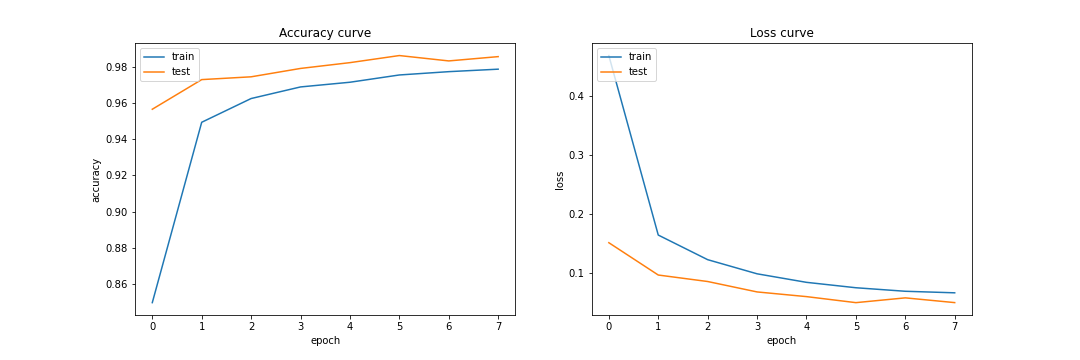 Accuracy curve
train
test
0.98
0.96
0.94
0.92
0.90
0.88
0.86
accuracy
0 1 2 3 4 5 6 7
epoch
Loss curve
train
test
0.4
0.3
0.2
0.1
loss
0 1 2 3 4 5 6 7
epoch